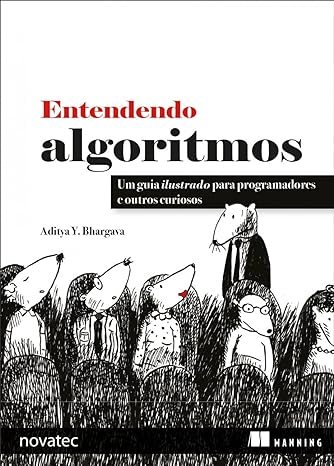 Entendendo
algoritmos
Um guia ilustrado para programadores
e outros curiosos
Aditya Y. Bhargava
novatec
MANNING